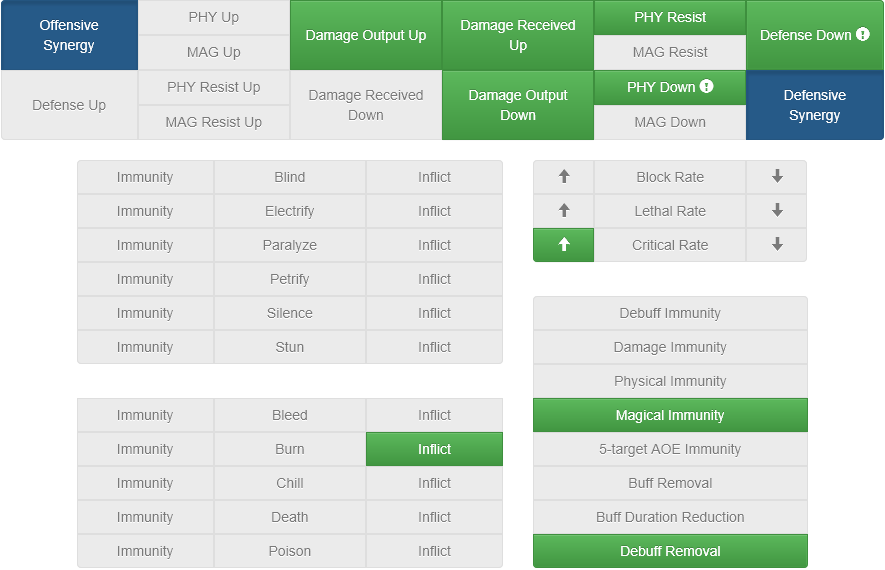 Offensive
Synergy
PHY Up
MAG Up
Damage Output Up
Damage Received
Up
PHY Resist
MAG Resist
Defense Down
Defense Up
PHY Resist Up
MAG Resist Up
Damage Received
Down
Damage Output
Down
PHY Down
MAG Down
Defensive
Synergy
Immunity Blind Inflict
Immunity Electrify Inflict
Immunity Paralyze Inflict
Immunity Petrify Inflict
Immunity Silence Inflict
Immunity Stun Inflict
Immunity Bleed Inflict
Immunity Burn Inflict
Immunity Chill Inflict
Immunity Death Inflict
Immunity Poison Inflict
Block Rate
Lethal Rate
Critical Rate
Debuff Immunity
Damage Immunity
Physical Immunity
Magical Immunity
5-target AOE Immunity
Buff Removal
Buff Duration Reduction
Debuff Removal